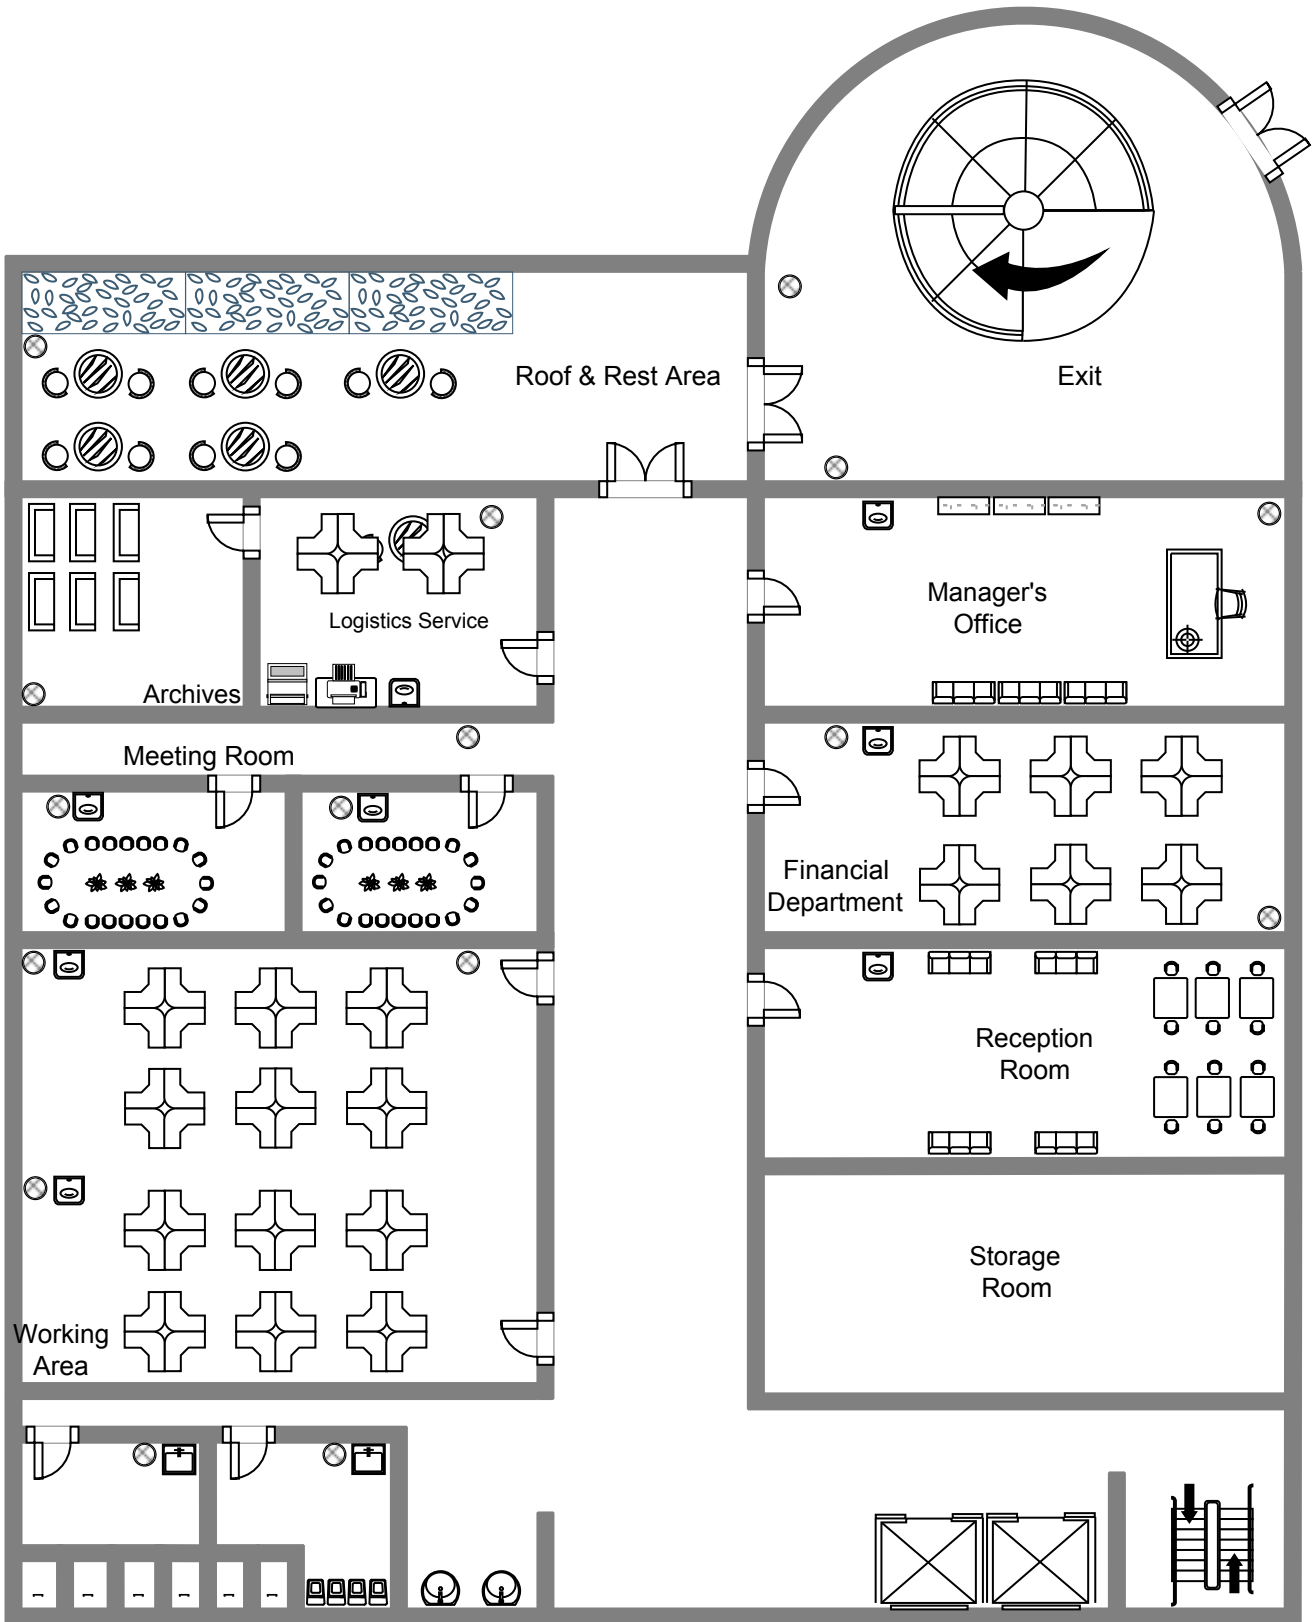 Roof & Rest Area
Exit
Manager's
Office
Logistics Service
Archives
Meeting Room
Financial
Department
Reception
Room
Storage
Room
Working
Area